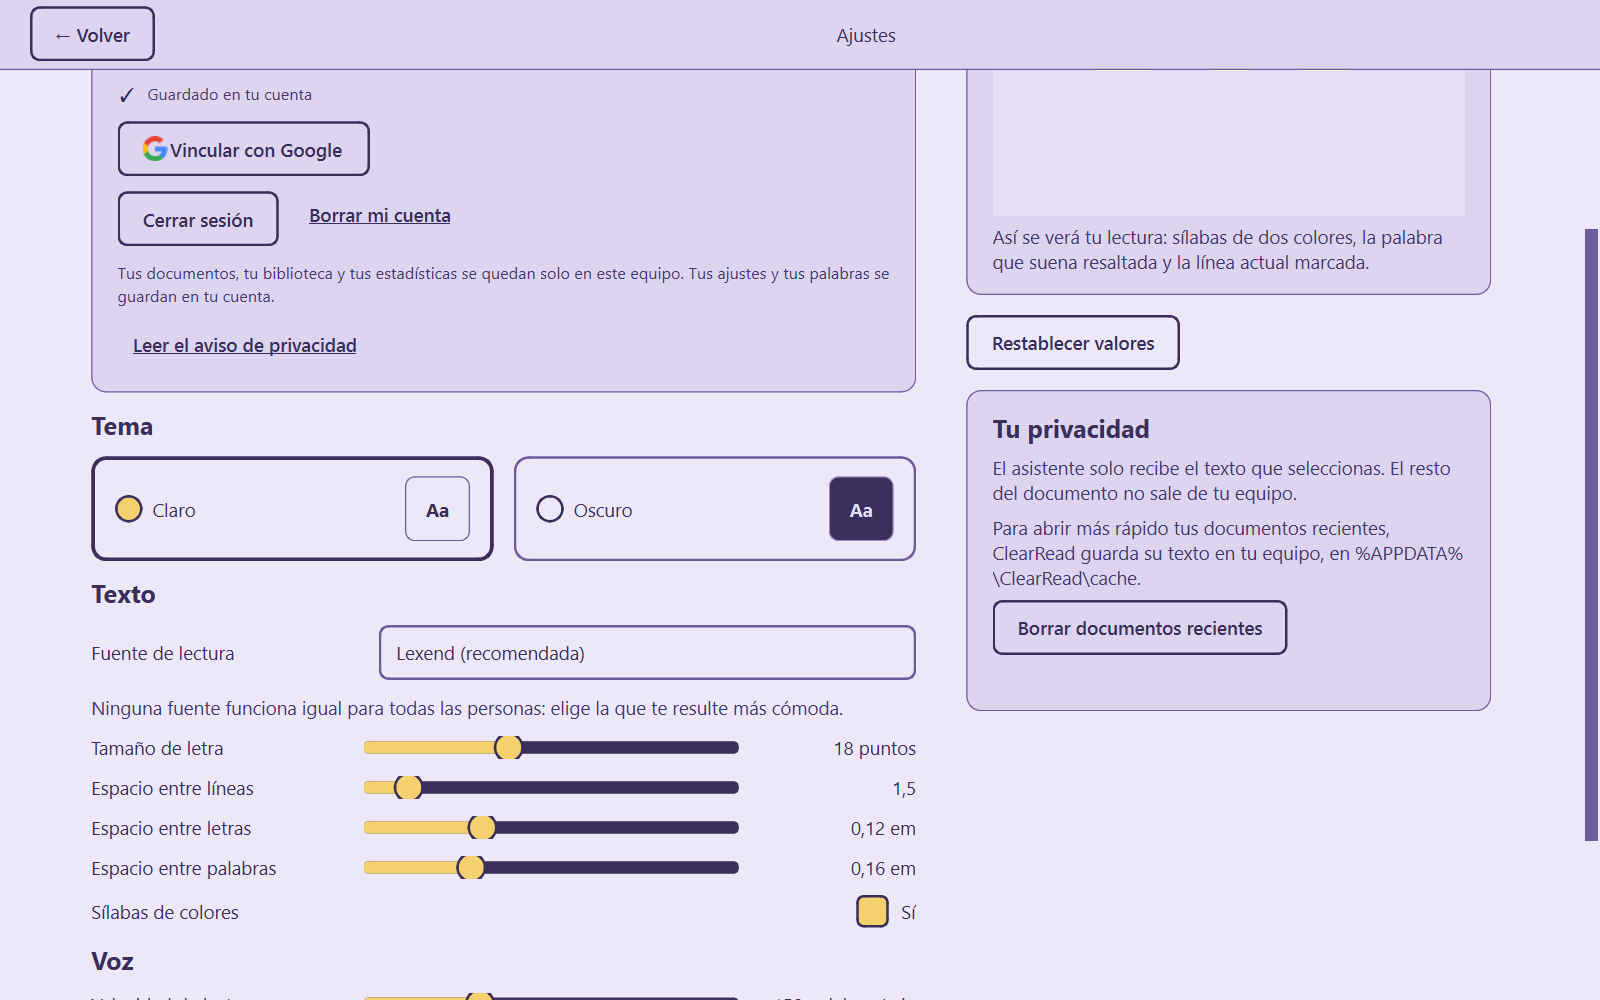 ← Volver
Ajustes
✓ Guardado en tu cuenta
Vincular con Google
Cerrar sesión
Borrar mi cuenta
Tus documentos, tu biblioteca y tus estadísticas se quedan solo en este equipo. Tus ajustes y tus palabras se
guardan en tu cuenta.
Leer el aviso de privacidad
Tema
Claro
Aa
Oscuro
Aa
Texto
Fuente de lectura
Lexend (recomendada)
Ninguna fuente funciona igual para todas las personas: elige la que te resulte más cómoda.
Tamaño de letra
18 puntos
Espacio entre líneas
1,5
Espacio entre letras
0,12 em
Espacio entre palabras
0,16 em
Sílabas de colores
Sí
Voz
Así se verá tu lectura: sílabas de dos colores, la palabra
que suena resaltada y la línea actual marcada.
Restablecer valores
Tu privacidad
El asistente solo recibe el texto que seleccionas. El resto
del documento no sale de tu equipo.
Para abrir más rápido tus documentos recientes,
ClearRead guarda su texto en tu equipo, en %APPDATA%
\ClearRead\cache.
Borrar documentos recientes